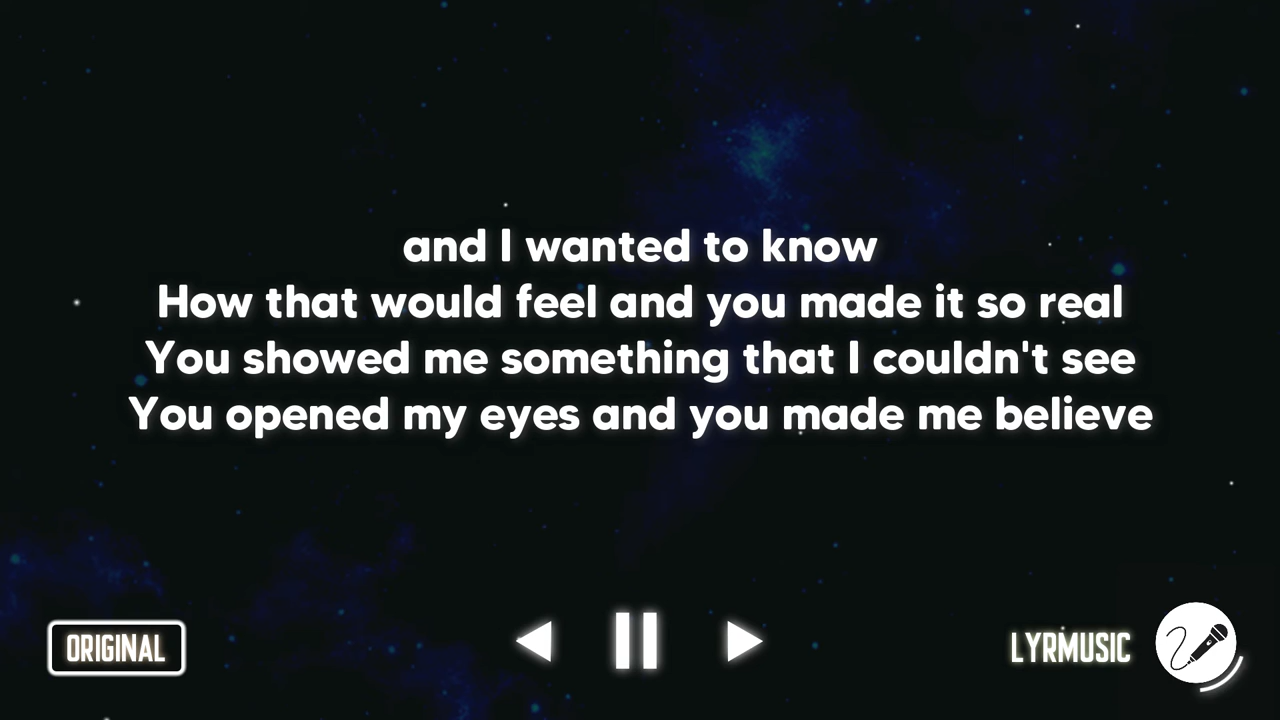 and I wanted to know
How that would feel and you made it so real
You showed me something that I couldn't see
You opened my eyes and you made me believe
ORIGINAL
LYRMUSIC